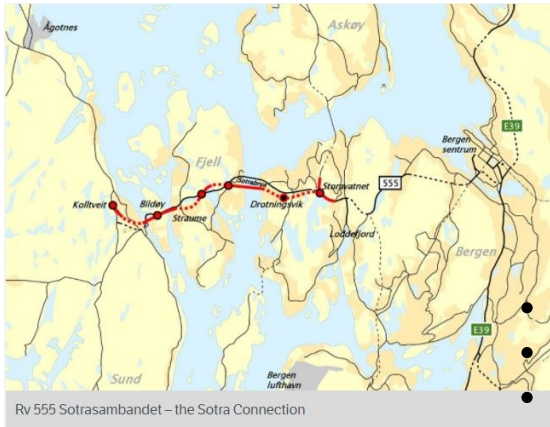 Ågotnes
Askøy
E39
Bergen
sentrum
Fjell
Sotrabrua
Storavatnet
555
Kolltveit
Bildøy
Drotningsvik
Straume
Loddefjord
Bergen
E39
Sund
Bergen
lufthavn
Rv 555 Sotrasambandet – the Sotra Connection